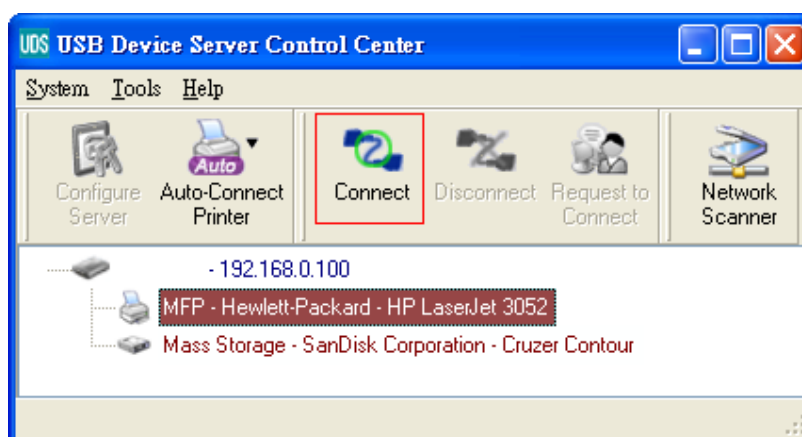 UDS USB Device Server Control Center
System Tools Help
Configure Server
Auto-Connect Printer
Auto
Connect
Disconnect
Request to Connect
Network Scanner
- 192.168.0.100
MFP - Hewlett-Packard - HP LaserJet 3052
Mass Storage - SanDisk Corporation - Cruzer Contour